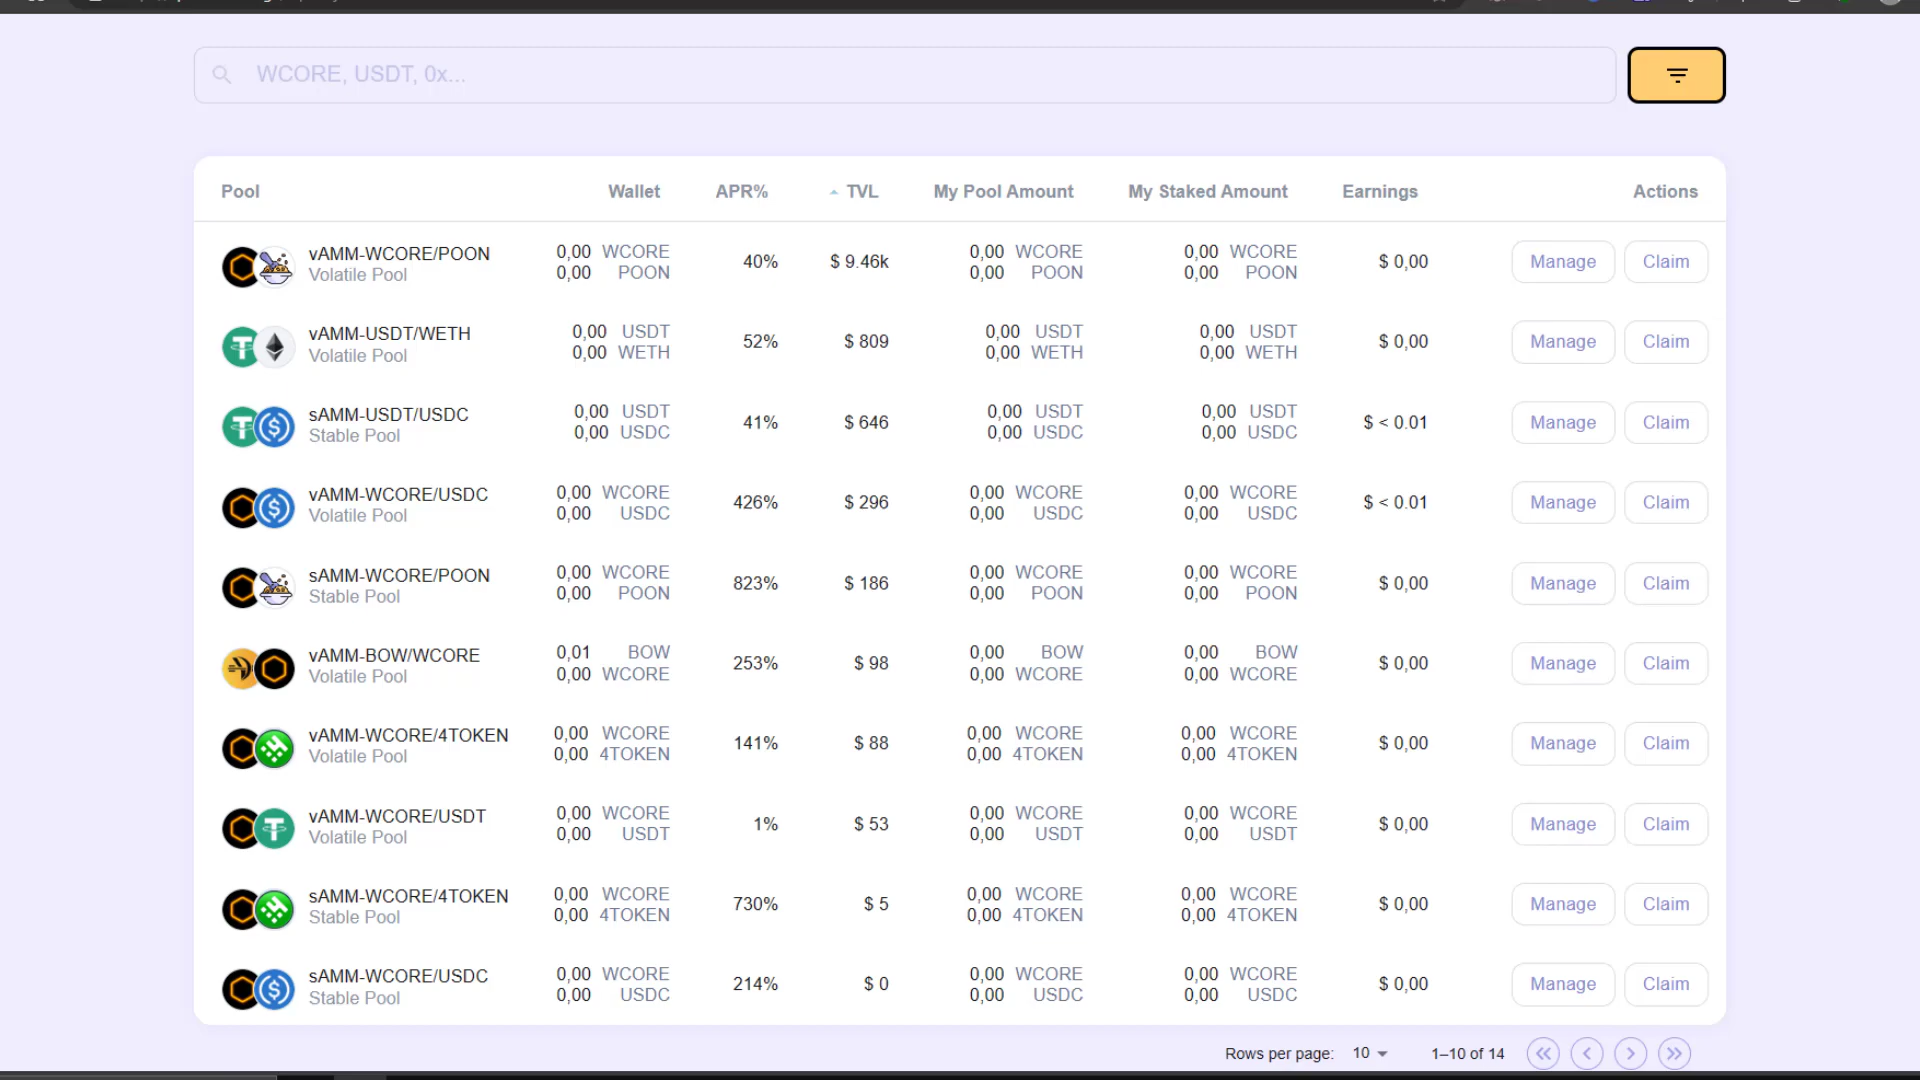 WCORE, USDT, 0x...
Pool Wallet APR% TVL My Pool Amount My Staked Amount Earnings Actions
vAMM-WCORE/POON 0,00 WCORE 40% $ 9.46k 0,00 WCORE 0,00 WCORE $ 0,00 Manage Claim
Volatile Pool 0,00 POON 0,00 POON 0,00 POON
vAMM-USDT/WETH 0,00 USDT 52% $ 809 0,00 USDT 0,00 USDT $ 0,00 Manage Claim
Volatile Pool 0,00 WETH 0,00 WETH 0,00 WETH
sAMM-USDT/USDC 0,00 USDT 41% $ 646 0,00 USDT 0,00 USDT $ < 0.01 Manage Claim
Stable Pool 0,00 USDC 0,00 USDC 0,00 USDC
vAMM-WCORE/USDC 0,00 WCORE 426% $ 296 0,00 WCORE 0,00 WCORE $ < 0.01 Manage Claim
Volatile Pool 0,00 USDC 0,00 USDC 0,00 USDC
sAMM-WCORE/POON 0,00 WCORE 823% $ 186 0,00 WCORE 0,00 WCORE $ 0,00 Manage Claim
Stable Pool 0,00 POON 0,00 POON 0,00 POON
vAMM-BOW/WCORE 0,01 BOW 253% $ 98 0,00 BOW 0,00 BOW $ 0,00 Manage Claim
Volatile Pool 0,00 WCORE 0,00 WCORE 0,00 WCORE
vAMM-WCORE/4TOKEN 0,00 WCORE 141% $ 88 0,00 WCORE 0,00 WCORE $ 0,00 Manage Claim
Volatile Pool 0,00 4TOKEN 0,00 4TOKEN 0,00 4TOKEN
vAMM-WCORE/USDT 0,00 WCORE 1% $ 53 0,00 WCORE 0,00 WCORE $ 0,00 Manage Claim
Volatile Pool 0,00 USDT 0,00 USDT 0,00 USDT
sAMM-WCORE/4TOKEN 0,00 WCORE 730% $ 5 0,00 WCORE 0,00 WCORE $ 0,00 Manage Claim
Stable Pool 0,00 4TOKEN 0,00 4TOKEN 0,00 4TOKEN
sAMM-WCORE/USDC 0,00 WCORE 214% $ 0 0,00 WCORE 0,00 WCORE $ 0,00 Manage Claim
Stable Pool 0,00 USDC 0,00 USDC 0,00 USDC
Rows per page: 10 1–10 of 14